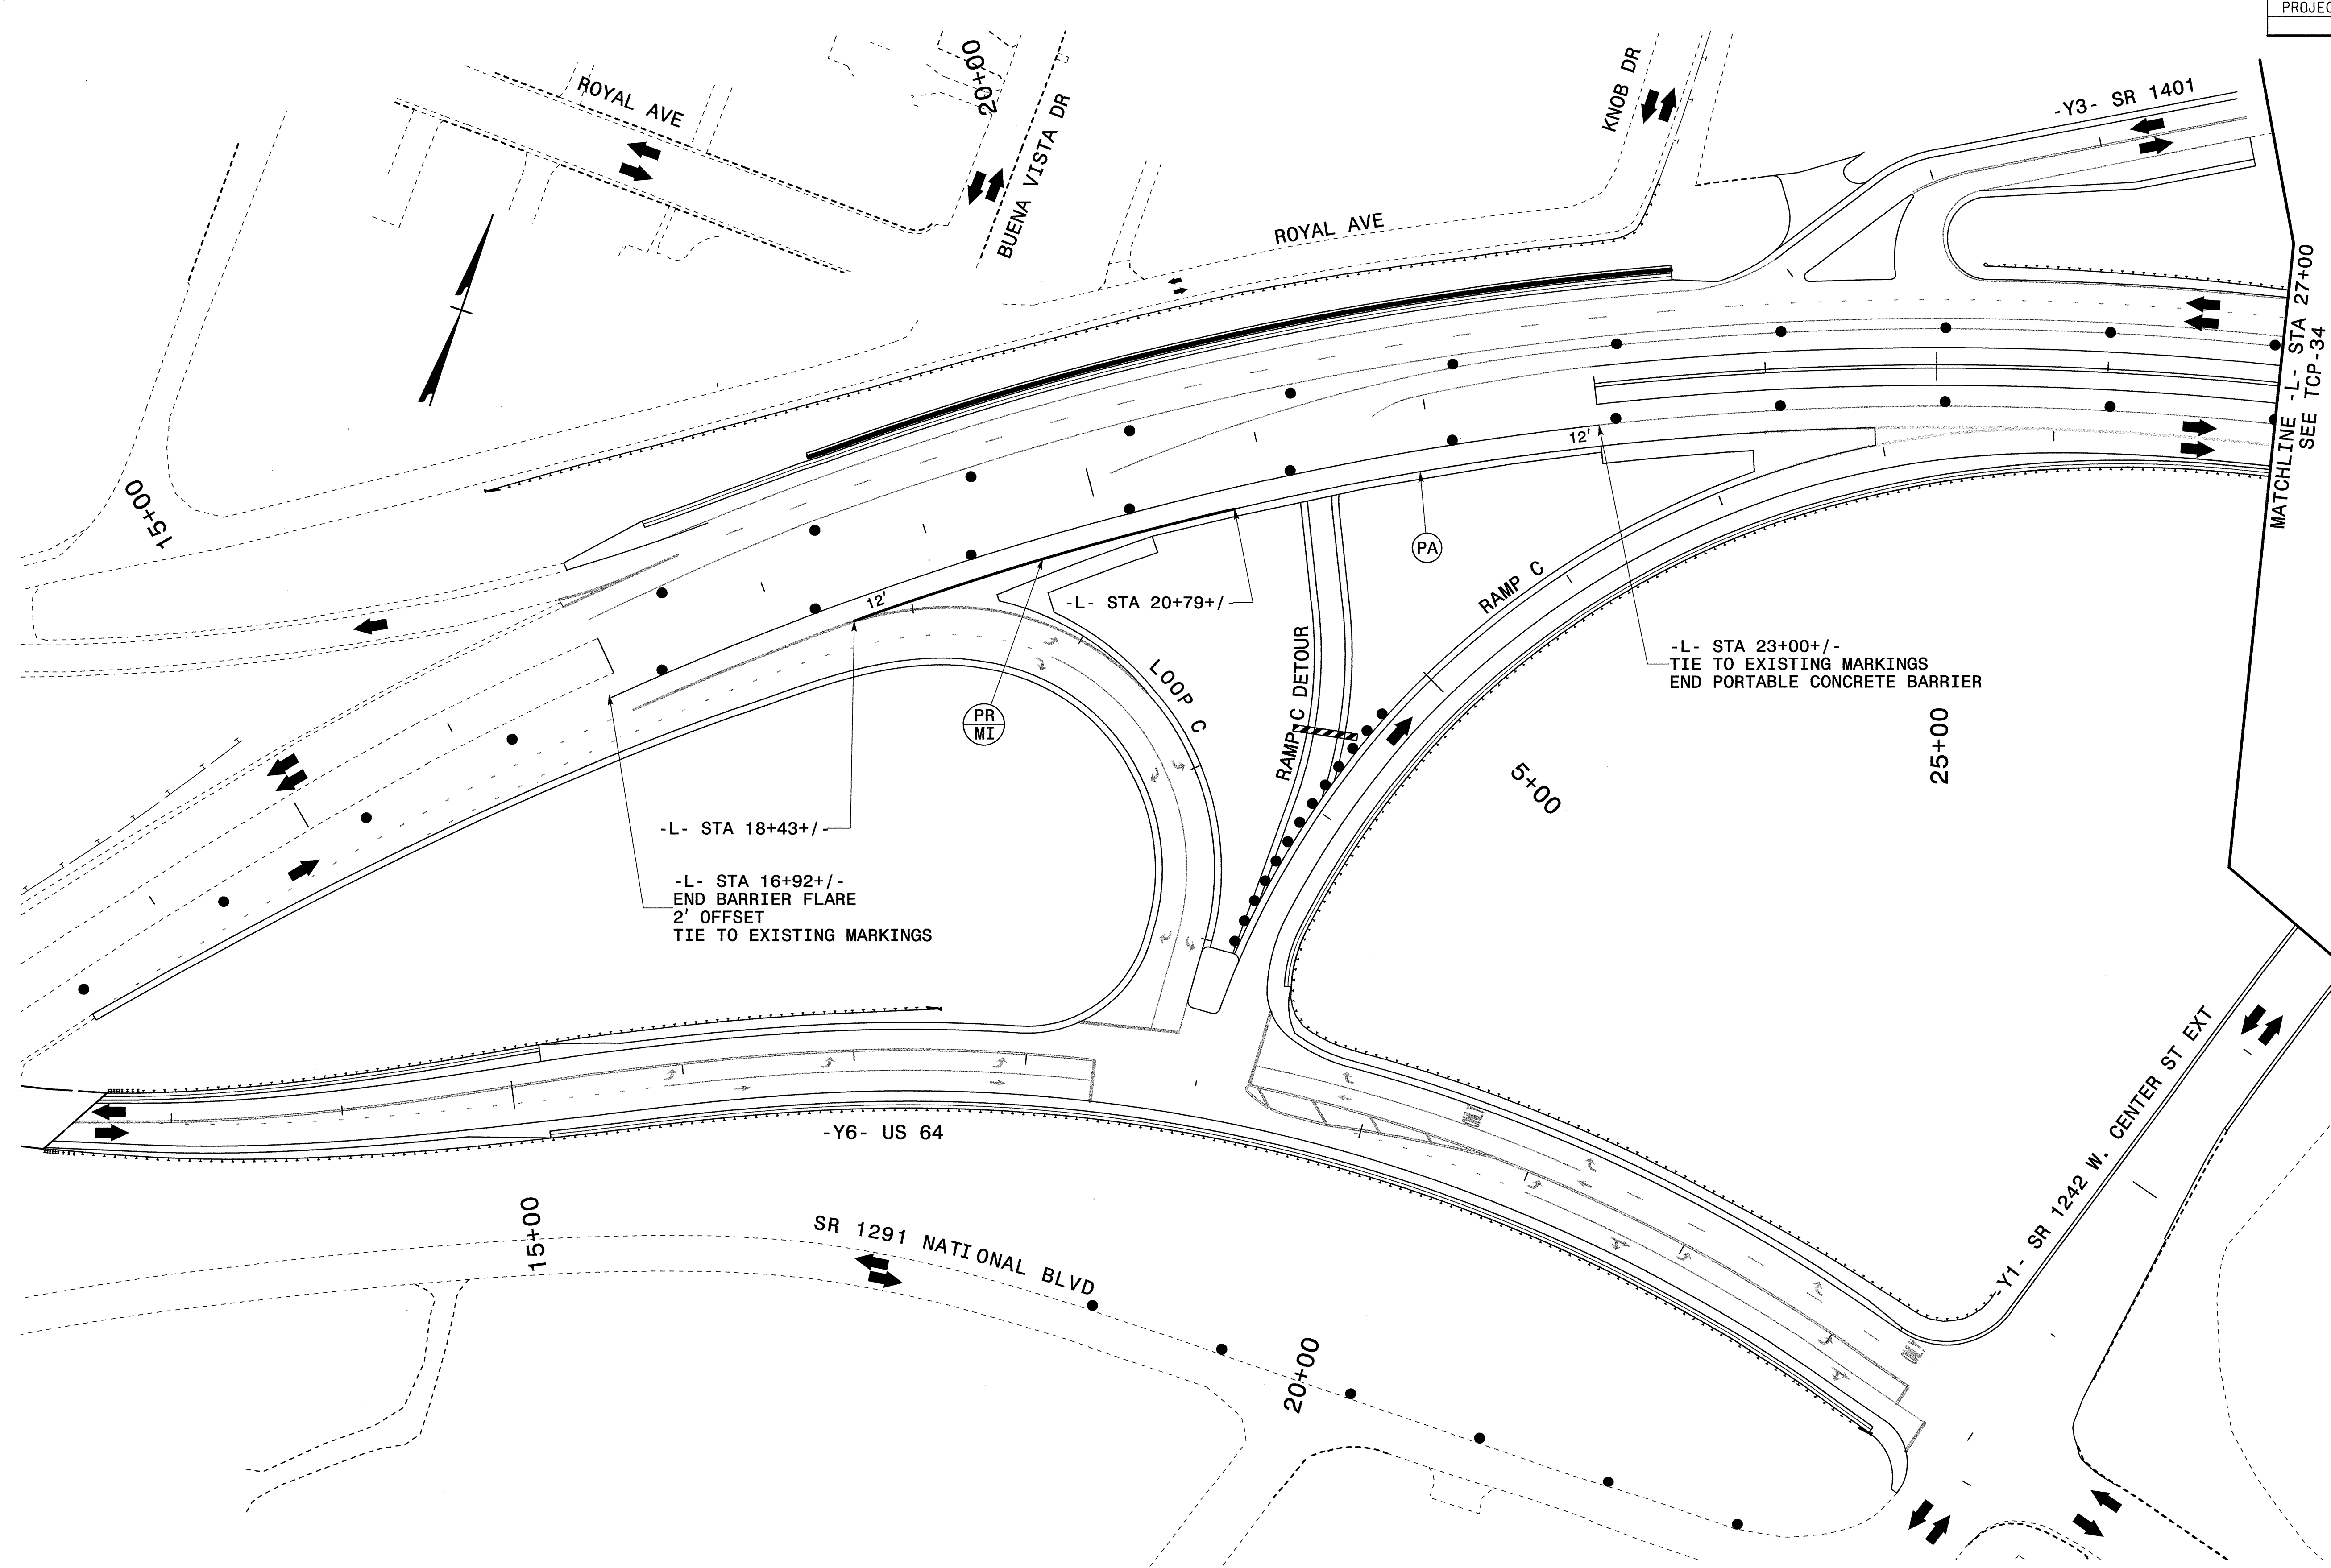 PROJEC
20+00
ROYAL AVE
BUENA VISTA DR
KNOB DR
-Y3- SR 1401
ROYAL AVE
15+00
MATCHLINE -L- STA 27+00
SEE TCP-34
12'
PA
12'
-L- STA 20+79+/-
RAMP C
LOOP C
RAMP C DETOUR
-L- STA 23+00+/-
TIE TO EXISTING MARKINGS
END PORTABLE CONCRETE BARRIER
PR
MI
25+00
5+00
-L- STA 18+43+/-
-L- STA 16+92+/-
END BARRIER FLARE
2' OFFSET
TIE TO EXISTING MARKINGS
-Y1- SR 1242 W. CENTER ST EXT
ONLY
-Y6- US 64
15+00
SR 1291 NATIONAL BLVD
20+00
ONLY